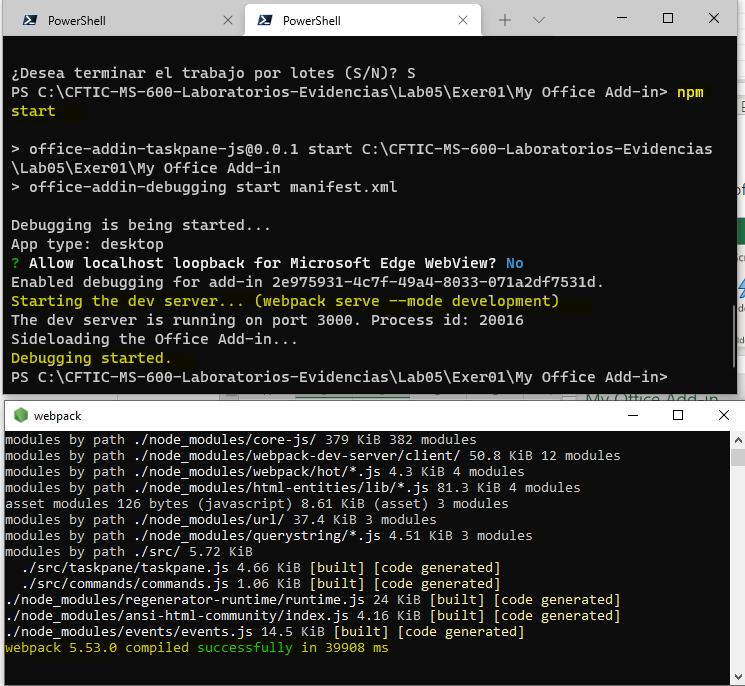 PowerShell
PowerShell
¿Desea terminar el trabajo por lotes (S/N)? S
PS C:\CFTIC-MS-600-Laboratorios-Evidencias\Lab05\Exer01\My Office Add-in> npm
start
> office-addin-taskpane-js@0.0.1 start C:\CFTIC-MS-600-Laboratorios-Evidencias
\Lab05\Exer01\My Office Add-in
> office-addin-debugging start manifest.xml
Debugging is being started...
App type: desktop
? Allow localhost loopback for Microsoft Edge WebView? No
Enabled debugging for add-in 2e975931-4c7f-49a4-8033-071a2df7531d.
Starting the dev server... (webpack serve --mode development)
The dev server is running on port 3000. Process id: 20016
Sideloading the Office Add-in...
Debugging started.
PS C:\CFTIC-MS-600-Laboratorios-Evidencias\Lab05\Exer01\My Office Add-in>
My Office Add-in
webpack
modules by path ./node_modules/core-js/ 379 KiB 382 modules
modules by path ./node_modules/webpack-dev-server/client/ 50.8 KiB 12 modules
modules by path ./node_modules/webpack/hot/*.js 4.3 KiB 4 modules
modules by path ./node_modules/html-entities/lib/*.js 81.3 KiB 4 modules
asset modules 126 bytes (javascript) 8.61 KiB (asset) 3 modules
modules by path ./node_modules/url/ 37.4 KiB 3 modules
modules by path ./node_modules/querystring/*.js 4.51 KiB 3 modules
modules by path ./src/ 5.72 KiB
./src/taskpane/taskpane.js 4.66 KiB [built] [code generated]
./src/commands/commands.js 1.06 KiB [built] [code generated]
./node_modules/regenerator-runtime/runtime.js 24 KiB [built] [code generated]
./node_modules/ansi-html-community/index.js 4.16 KiB [built] [code generated]
./node_modules/events/events.js 14.5 KiB [built] [code generated]
webpack 5.53.0 compiled successfully in 39908 ms